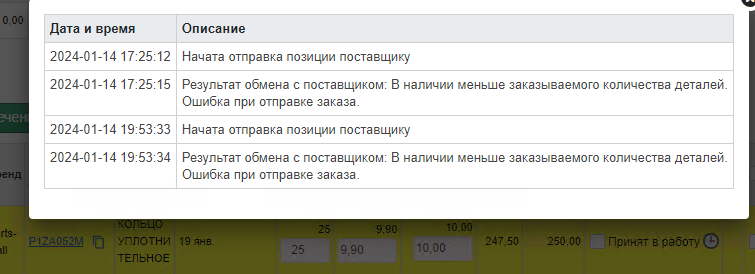 0,00
Дата и время Описание
2024-01-14 17:25:12 Начата отправка позиции поставщику
2024-01-14 17:25:15 Результат обмена с поставщиком: В наличии меньше заказываемого количества деталей.
Ошибка при отправке заказа.
2024-01-14 19:53:33 Начата отправка позиции поставщику
2024-01-14 19:53:34 Результат обмена с поставщиком: В наличии меньше заказываемого количества деталей.
Ошибка при отправке заказа.
P1ZA052M КОЛЬЦО 19 янв. 25 9,90 10,00 247,50 250,00 Принят в работу
УПЛОТНИ 25 9,90 10,00
ТЕЛЬНОЕ